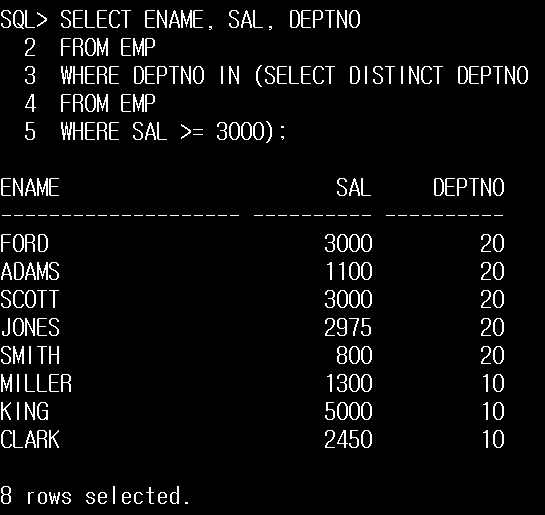 SQL> SELECT ENAME, SAL, DEPTNO
2 FROM EMP
3 WHERE DEPTNO IN (SELECT DISTINCT DEPTNO
4 FROM EMP
5 WHERE SAL >= 3000);
ENAME SAL DEPTNO
-------------------- ---------- ----------
FORD 3000 20
ADAMS 1100 20
SCOTT 3000 20
JONES 2975 20
SMITH 800 20
MILLER 1300 10
KING 5000 10
CLARK 2450 10
8 rows selected.